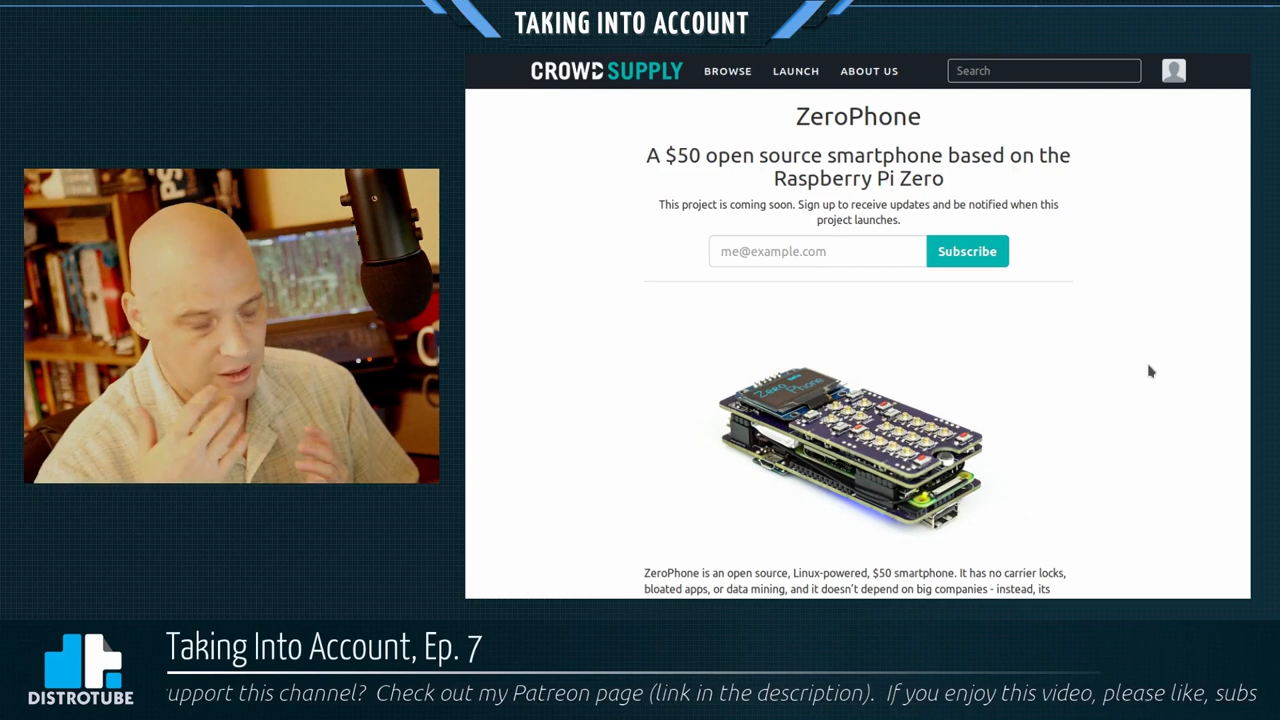 TAKING INTO ACCOUNT
CROWD SUPPLY
BROWSE
LAUNCH
ABOUT US
Search
ZeroPhone
A $50 open source smartphone based on the
Raspberry Pi Zero
This project is coming soon. Sign up to receive updates and be notified when this
project launches.
me@example.com
Subscribe
Zero
Phone
ZeroPhone is an open source, Linux-powered, $50 smartphone. It has no carrier locks,
bloated apps, or data mining, and it doesn't depend on big companies - instead, its
Taking Into Account, Ep. 7
DISTROTUBE
upport this channel? Check out my Patreon page (link in the description). If you enjoy this video, please like, subs